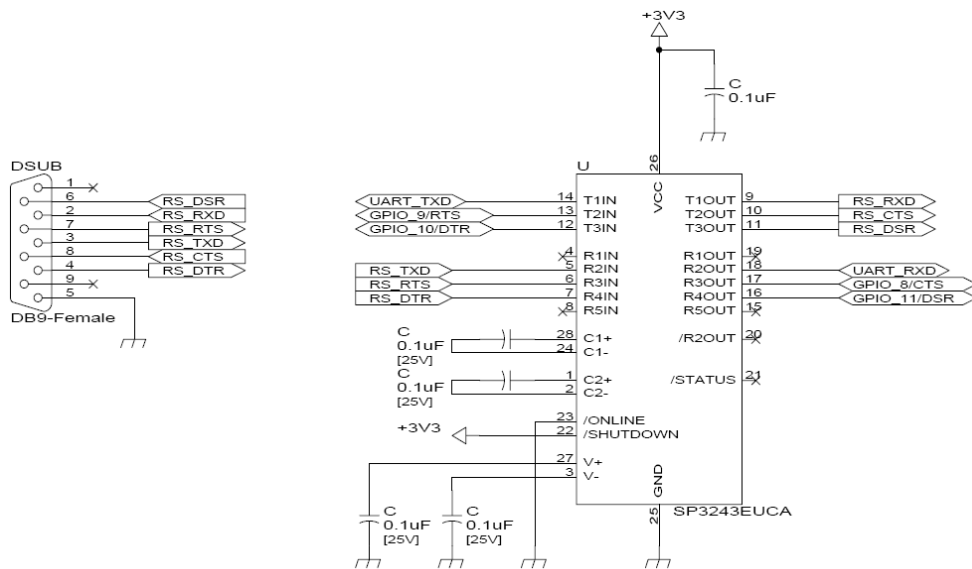 +3V3
C
0.1uF
DSUB
1
6 RS_DSR
2 RS_RXD
7 RS_RTS
3 RS_TXD
8 RS_CTS
4 RS_DTR
9
5
DB9-Female
U
26
VCC
UART_TXD 14 T1IN T1OUT 9 RS_RXD
GPIO_9/RTS 13 T2IN T2OUT 10 RS_CTS
GPIO_10/DTR 12 T3IN T3OUT 11 RS_DSR
4 R1IN R1OUT 19
RS_TXD 5 R2IN R2OUT 18 UART_RXD
RS_RTS 6 R3IN R3OUT 17 GPIO_8/CTS
RS_DTR 7 R4IN R4OUT 16 GPIO_11/DSR
8 R5IN R5OUT 15
C
0.1uF
[25V]
28 C1+ /R2OUT 20
24 C1-
C
0.1uF
[25V]
1 C2+ /STATUS 21
2 C2-
23 /ONLINE
+3V3 22 /SHUTDOWN
27 V+
3 V-
C
0.1uF
[25V]
C
0.1uF
[25V]
GND
25
SP3243EUCA